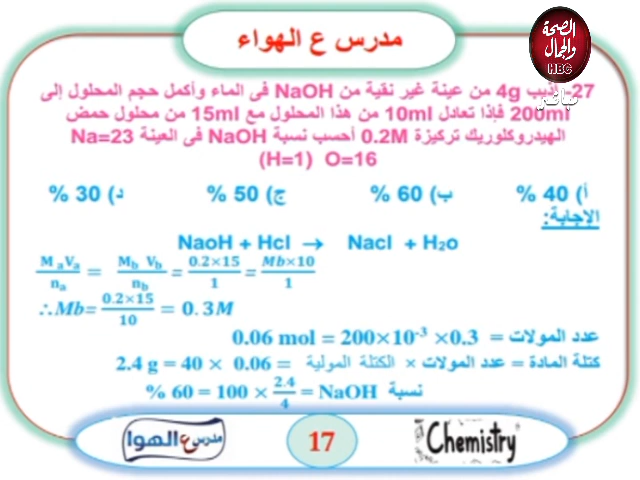 مدرس ع الهواء
الصحة
والجمال
HBC
مباشر
27- أذيب 4g من عينة غير نقية من NaOH فى الماء وأكمل حجم المحلول إلى
200ml فإذا تعادل 10ml من هذا المحلول مع 15ml من محلول حمض
الهيدروكلوريك تركيزة 0.2M أحسب نسبة NaOH فى العينة Na=23
(H=1) O=16
أ) 40 % ب) 60 % ج) 50 % د) 30 %
الإجابة:
NaoH + Hcl → Nacl + H₂o
MₐVₐ/nₐ = M_b V_b/n_b = 0.2×15/1 = Mb×10/1
∴Mb= 0.2×15/10 = 0.3M
عدد المولات = 0.3× 200×10⁻³ = 0.06 mol
كتلة المادة = عدد المولات × الكتلة المولية = 0.06 × 40 = 2.4 g
نسبة NaOH = 2.4/4 × 100 = 60 %
مدرس ع الهوا
17
Chemistry